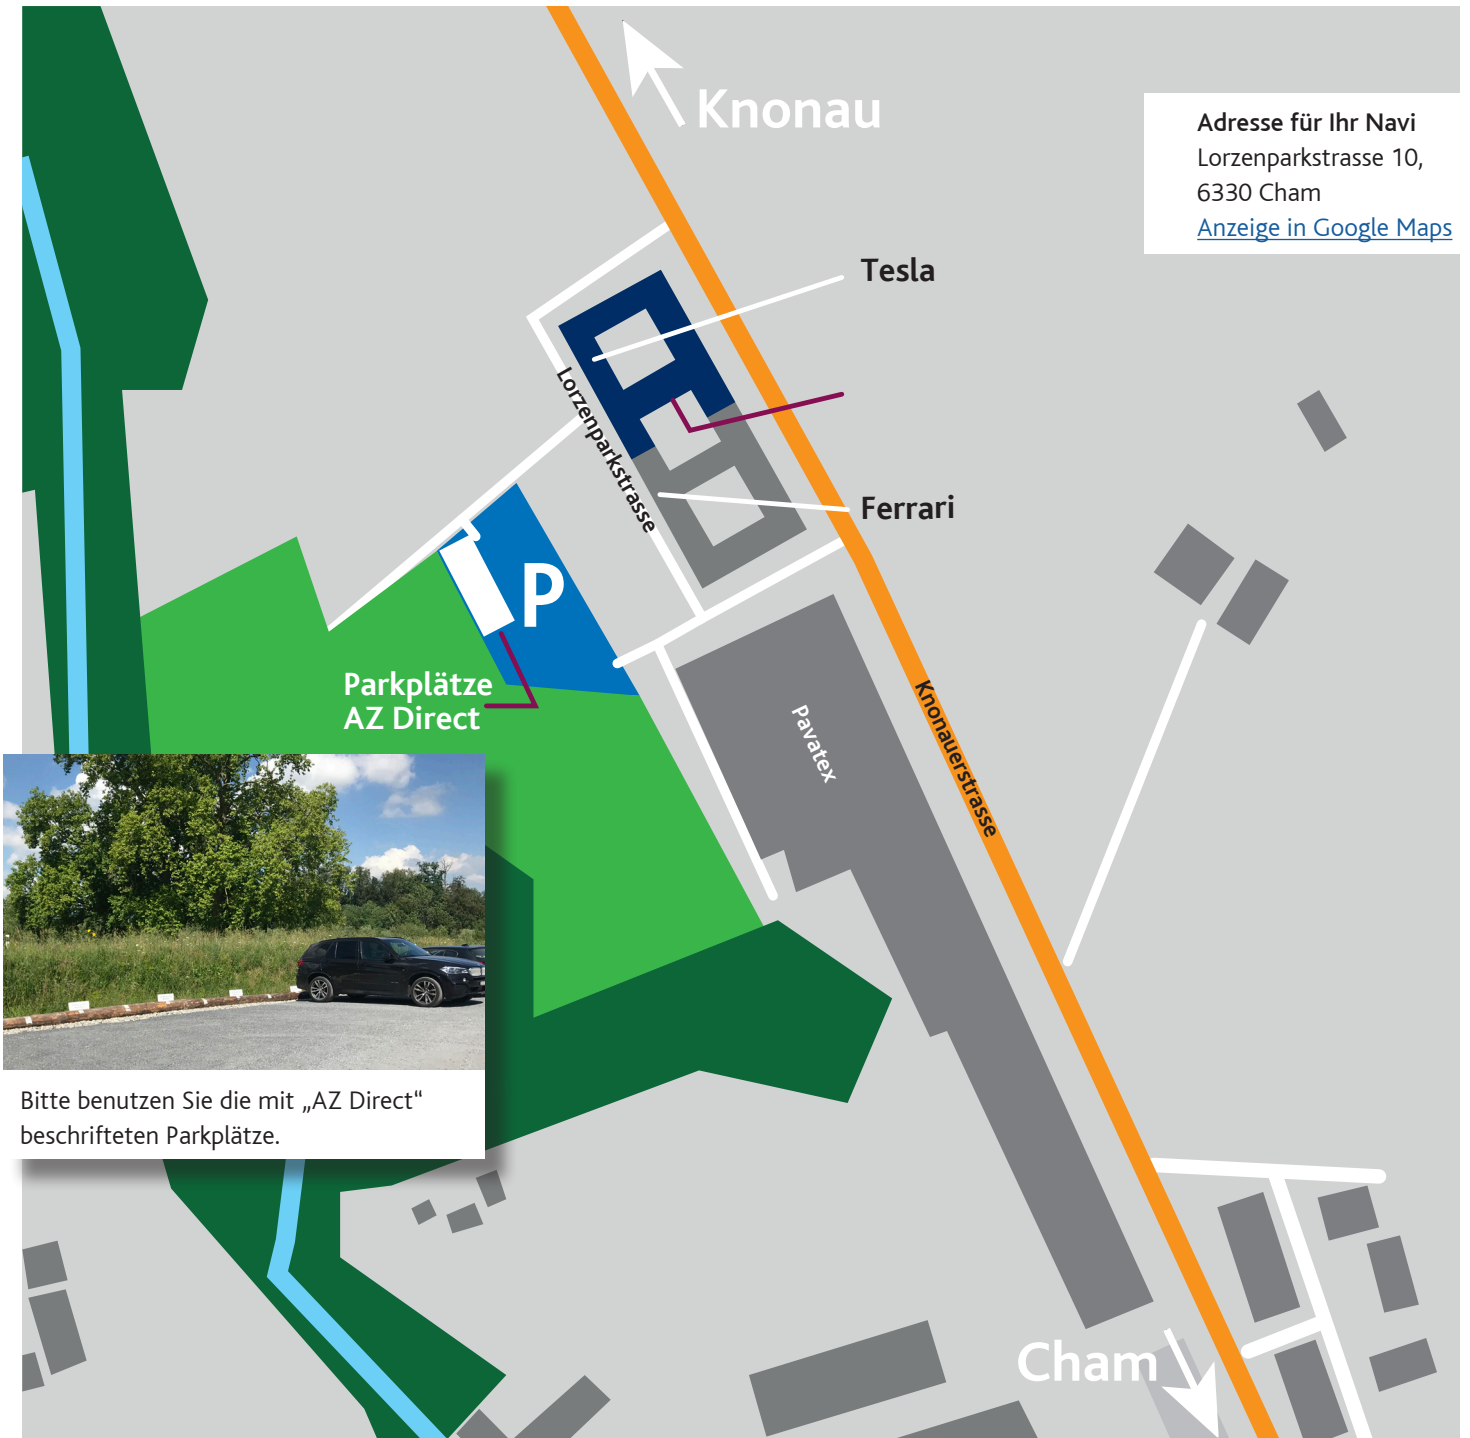 Knonau
Adresse für Ihr Navi
Lorzenparkstrasse 10,
6330 Cham
Anzeige in Google Maps
Tesla
Lorzenparkstrasse
Ferrari
P
Parkplätze
AZ Direct
Pavatex
Knonauerstrasse
Bitte benutzen Sie die mit „AZ Direct“
beschrifteten Parkplätze.
Cham